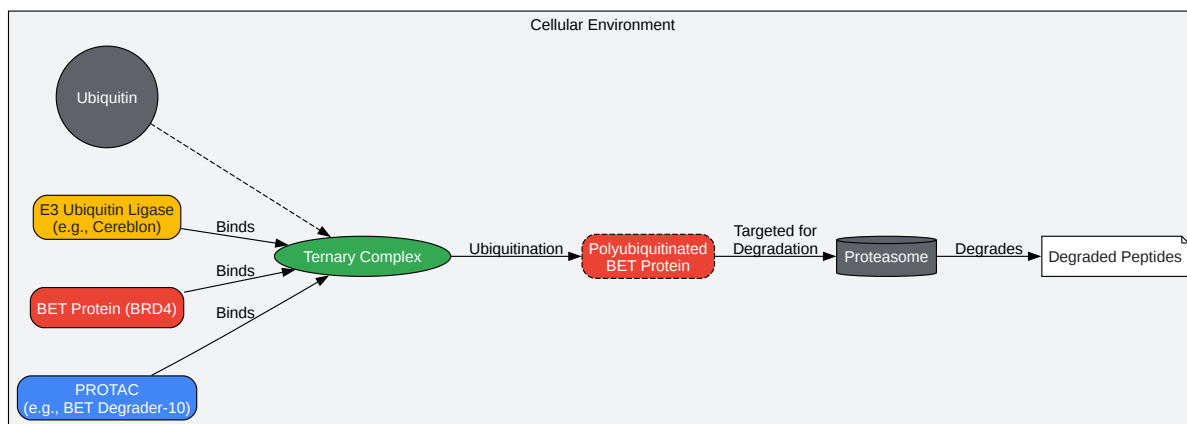 Cellular Environment
Ubiquitin
E3 Ubiquitin Ligase
(e.g., Cereblon)
Binds
BET Protein (BRD4)
Binds
PROTAC
(e.g., BET Degrader-10)
Binds
Ternary Complex
Ubiquitination
Polyubiquitinated
BET Protein
Targeted for
Degradation
Proteasome
Degrades
Degraded Peptides